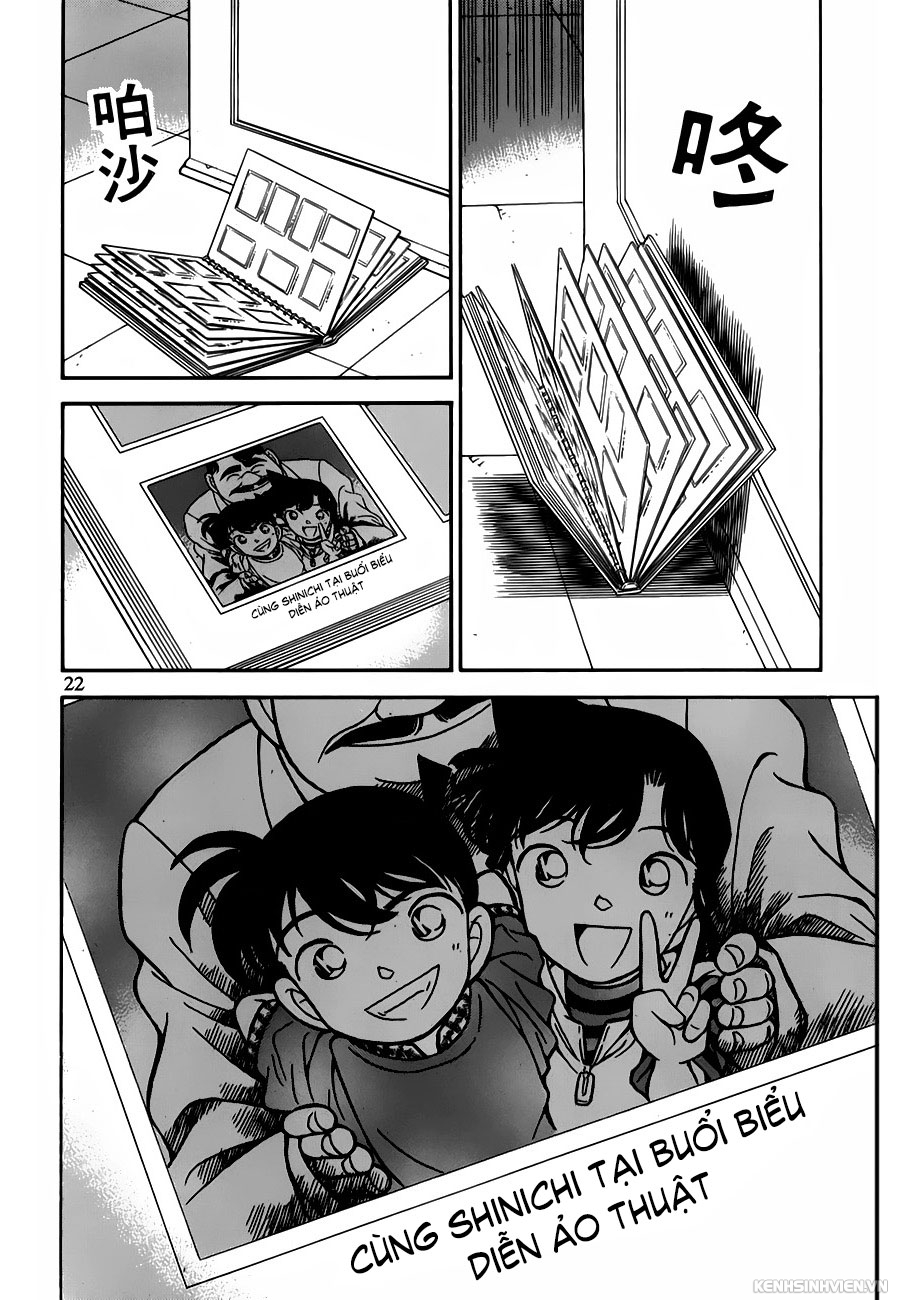 咚
咱
沙
CÙNG SHINICHI TẠI BUỔI BIỂU
DIỄN ẢO THUẬT
22
CÙNG SHINICHI TẠI BUỔI BIỂU
DIỄN ẢO THUẬT
KENHSINHVIEN.VN